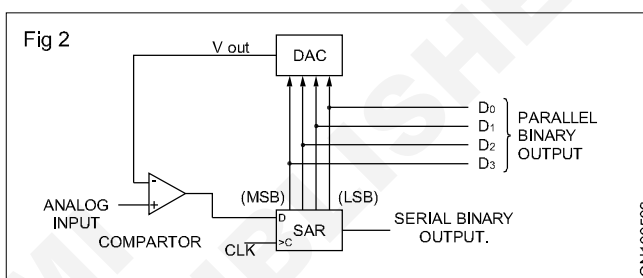 Fig 2
V out
DAC
D0
D1
D2
D3
PARALLEL
BINARY
OUTPUT
-
+
ANALOG
INPUT
COMPARTOR
(MSB)
(LSB)
D
>C
SAR
CLK
SERIAL BINARY
OUTPUT.